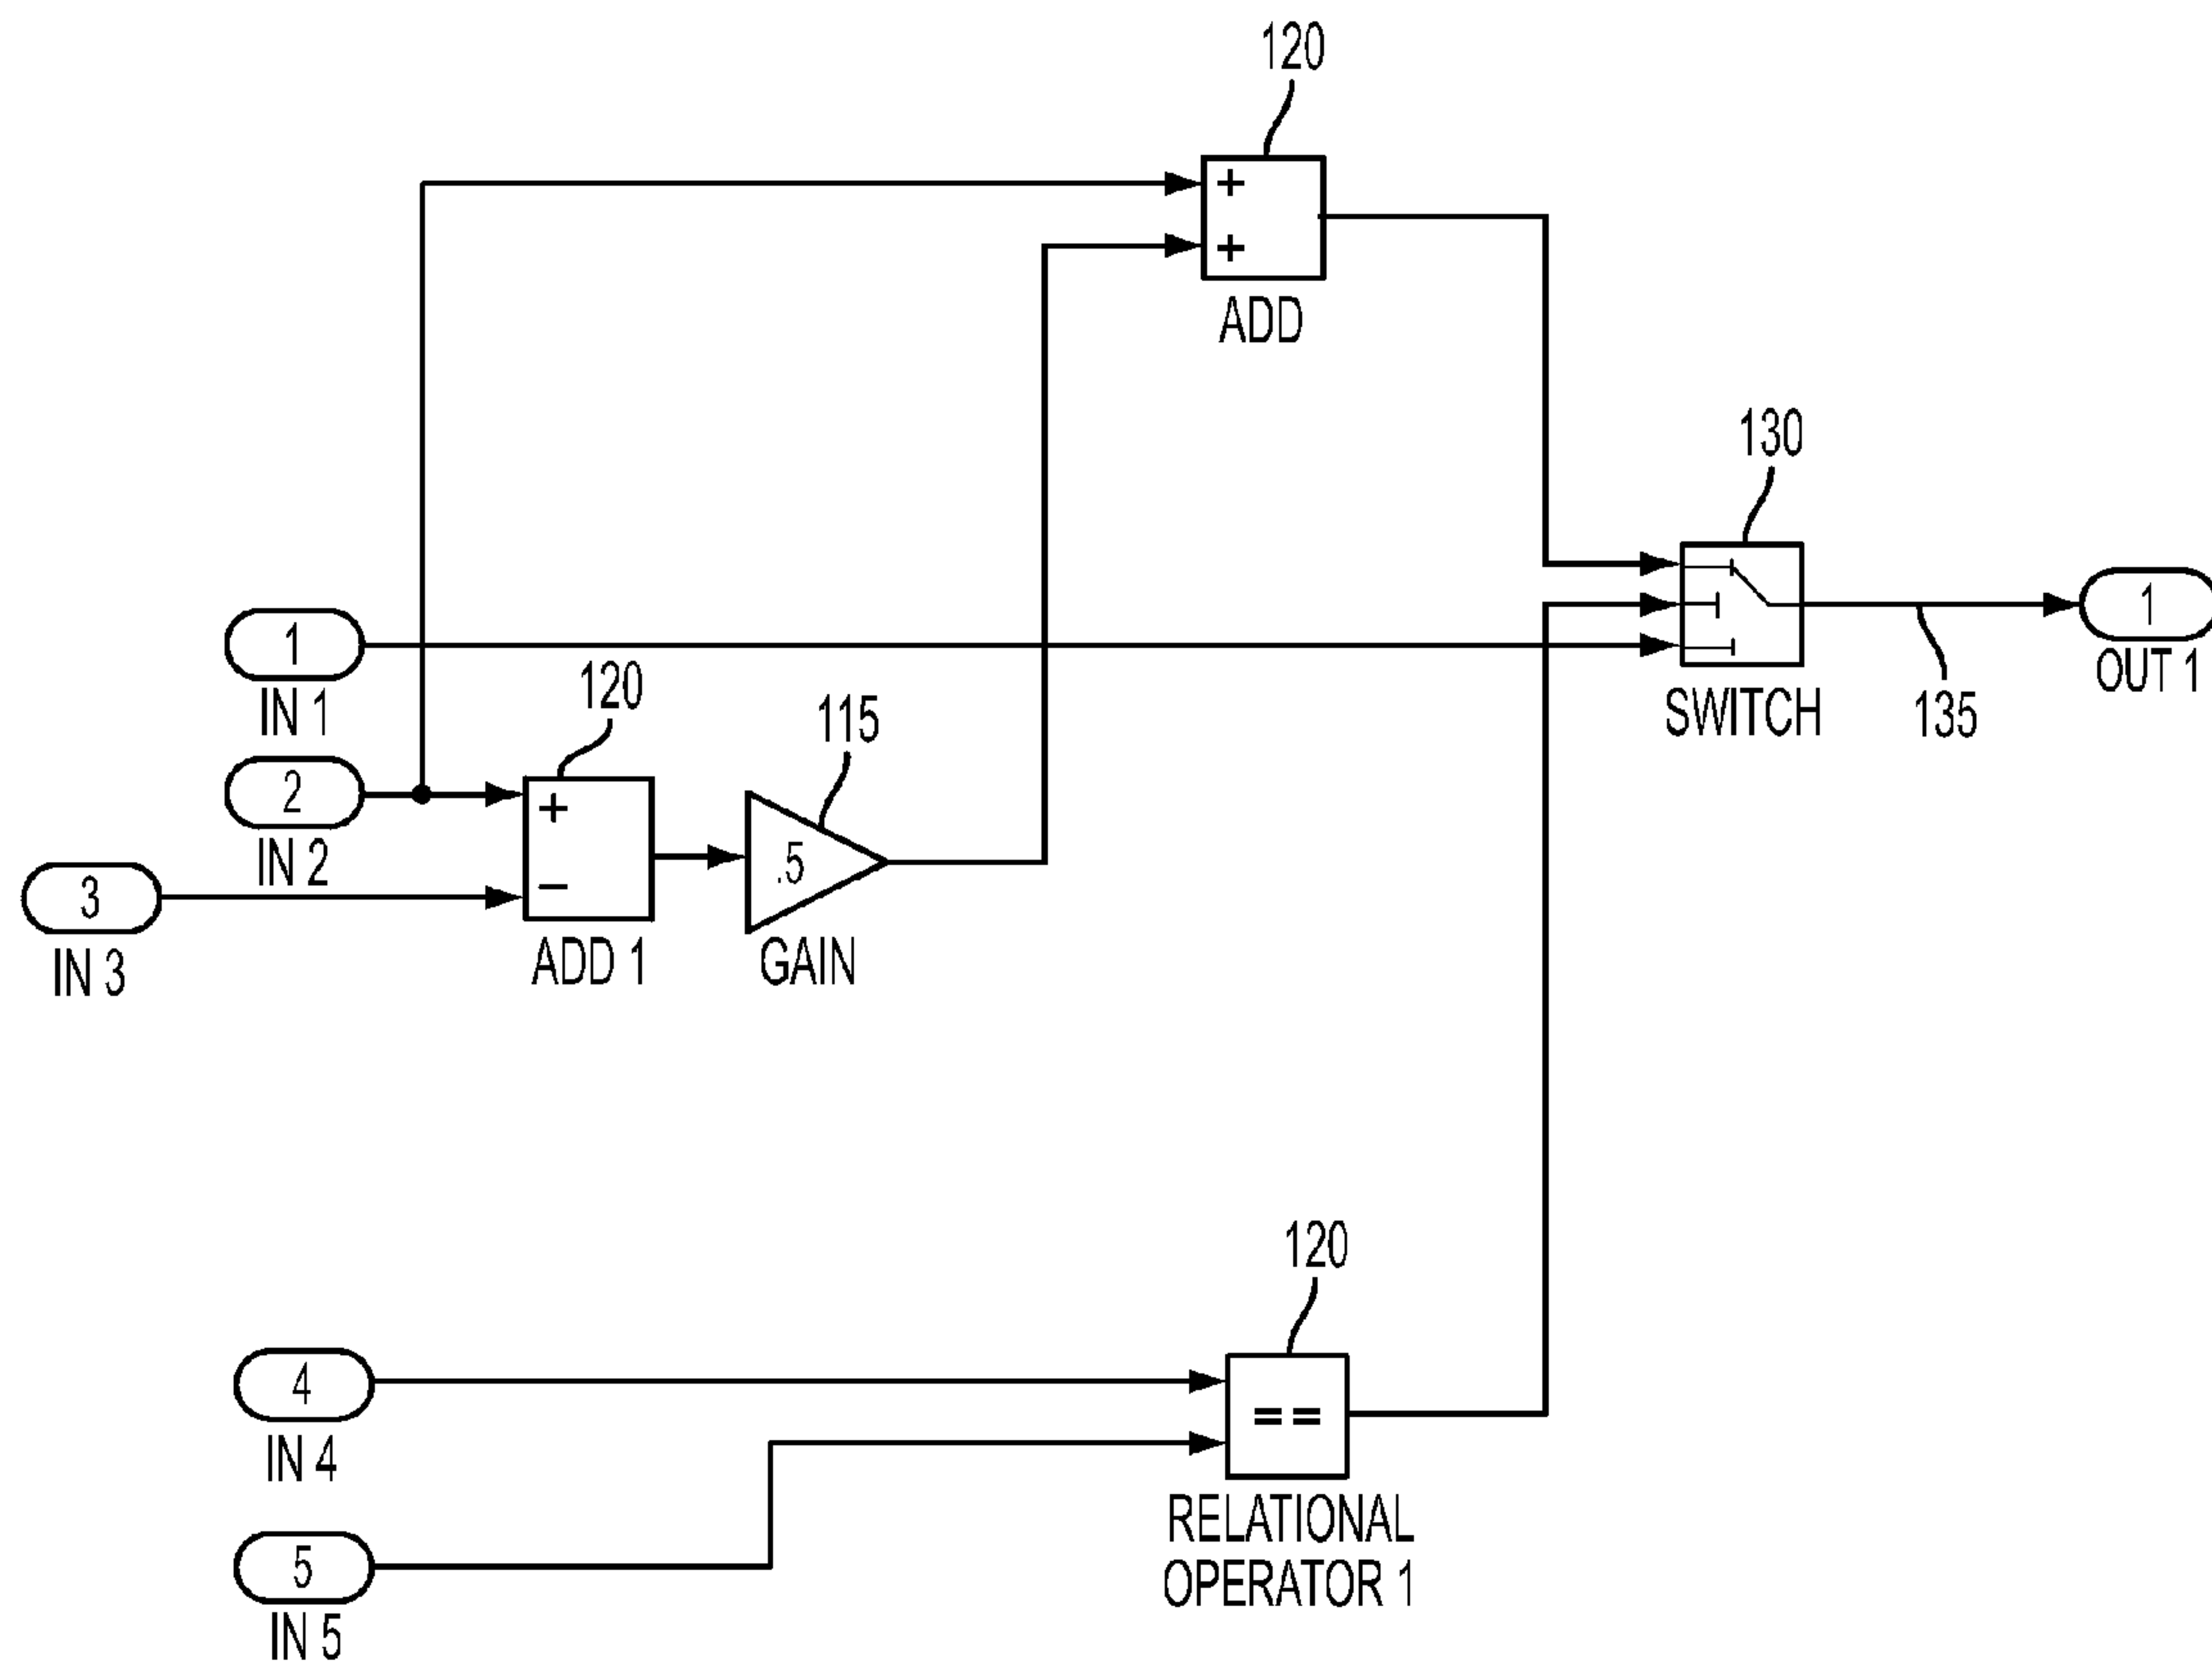 120
+
+
ADD
130
1
IN 1
SWITCH
135
1
OUT 1
2
IN 2
120
+
−
ADD 1
115
.5
GAIN
3
IN 3
120
4
IN 4
==
RELATIONAL
OPERATOR 1
5
IN 5